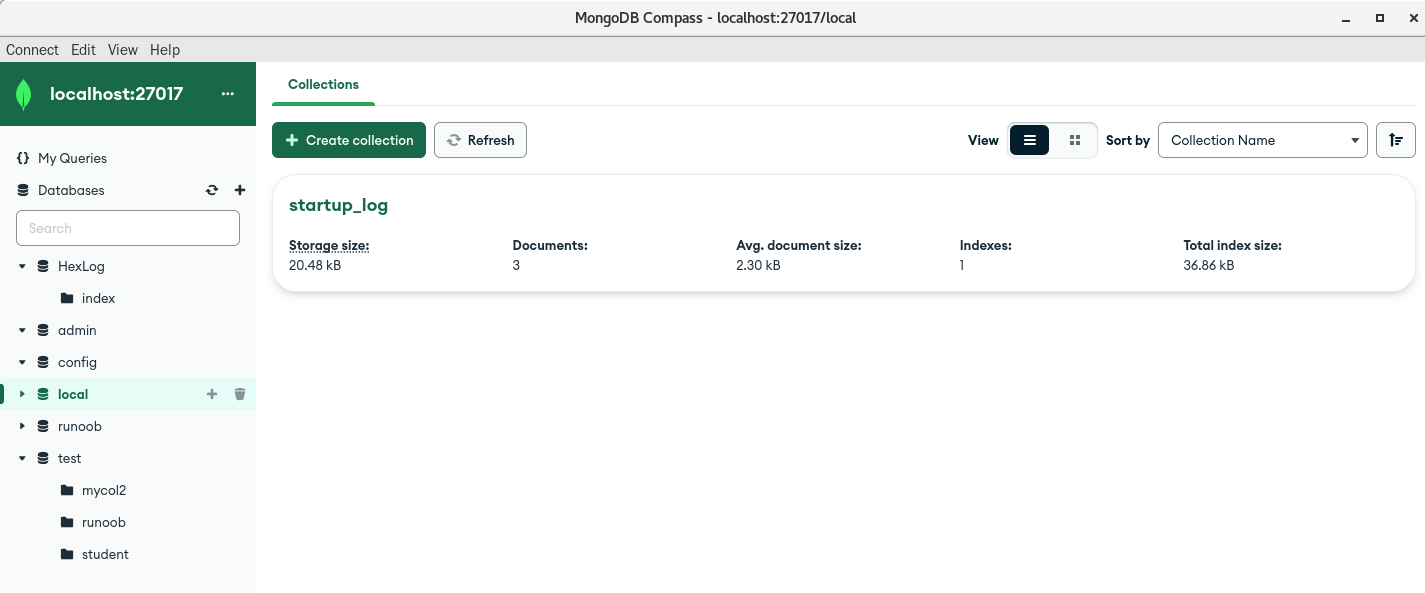 MongoDB Compass - localhost:27017/local
Connect Edit View Help
localhost:27017 ...
My Queries
Databases
Search
HexLog
index
admin
config
local
runoob
test
mycol2
runoob
student
Collections
Create collection Refresh View Sort by Collection Name
startup_log
Storage size: Documents: Avg. document size: Indexes: Total index size:
20.48 kB 3 2.30 kB 1 36.86 kB